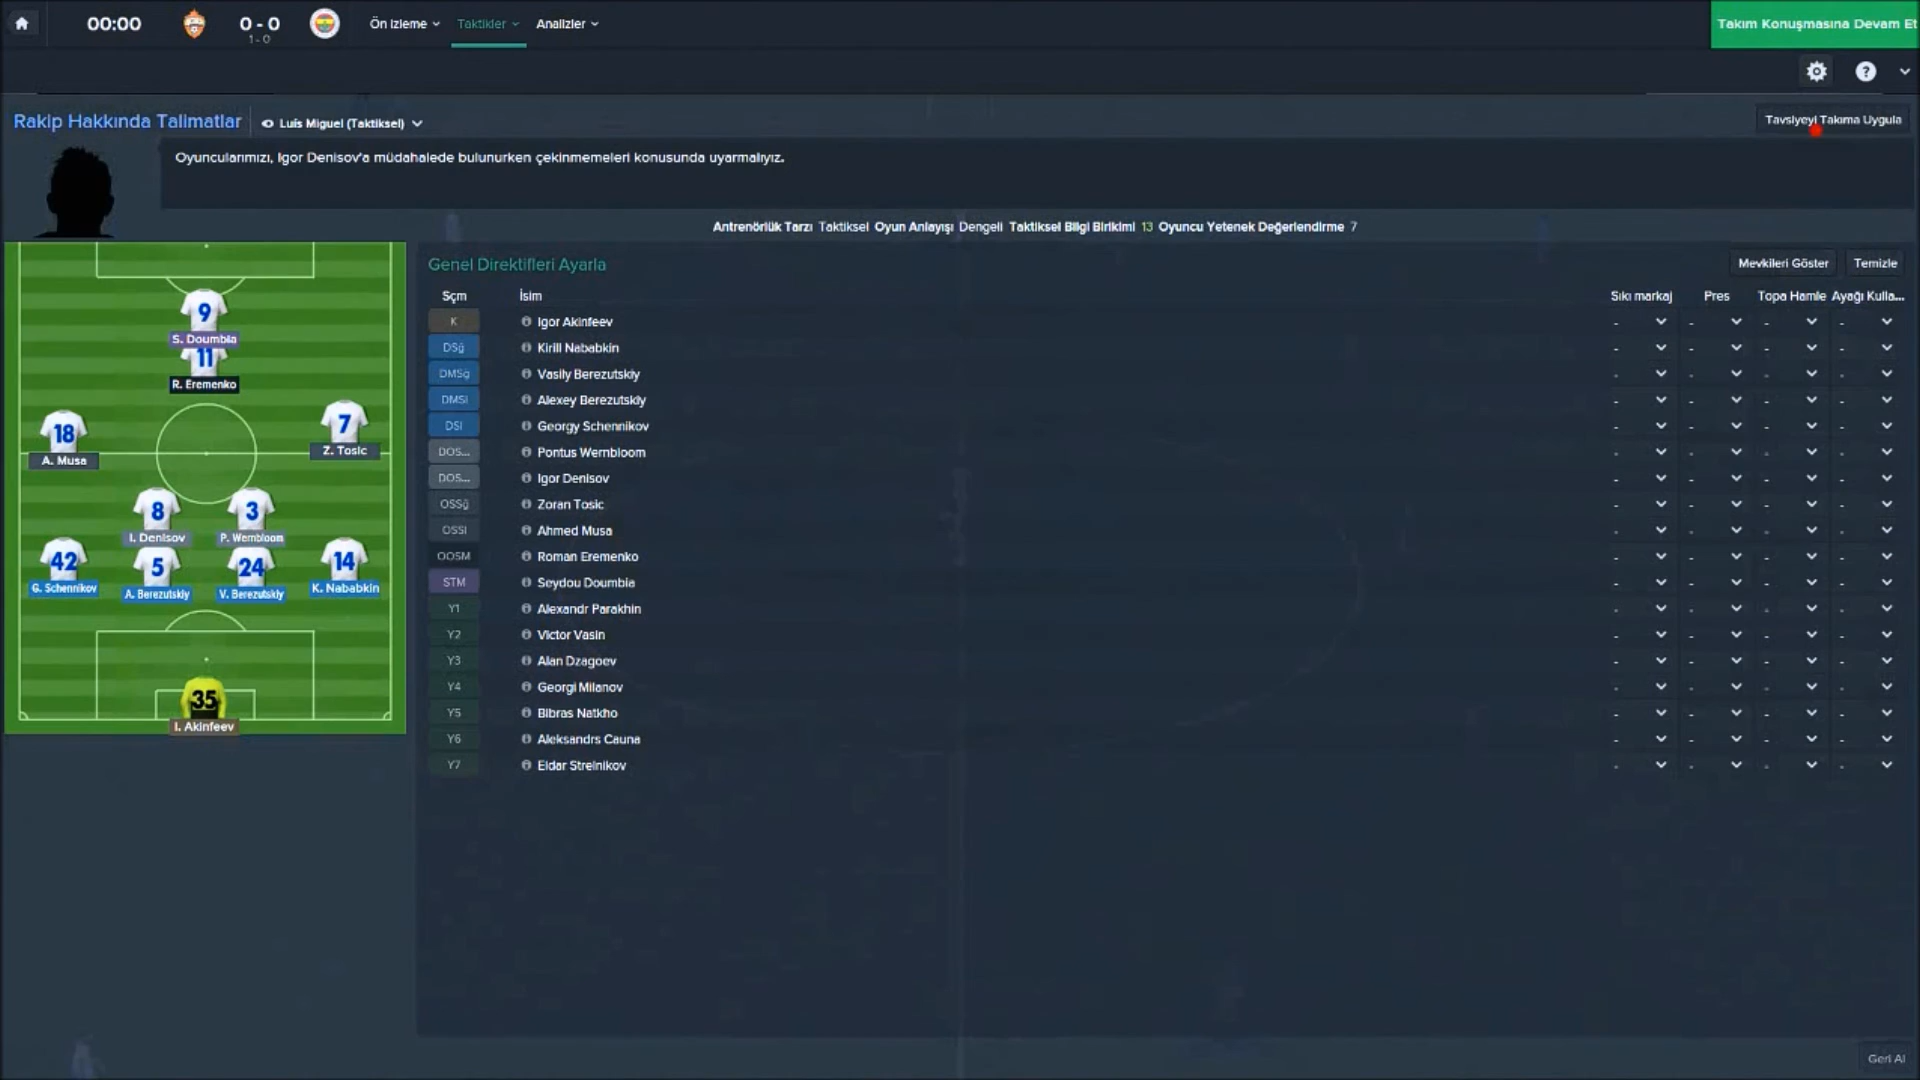 00:00
0 - 0
1 - 0
Ön İzleme
Taktikler
Analizler
Takım Konuşmasına Devam Et
Rakip Hakkında Talimatlar
Luís Miguel (Taktiksel)
Tavsiyeyi Takıma Uygula
Oyuncularımızı, Igor Denisov'a müdahalede bulunurken çekinmemeleri konusunda uyarmalıyız.
Antrenörlük Tarzı Taktiksel Oyun Anlayışı Dengeli Taktiksel Bilgi Birikimi 13 Oyuncu Yetenek Değerlendirme 7
9
S. Doumbia
11
R. Eremenko
18
A. Musa
7
Z. Tosic
8
I. Denisov
3
P. Wernbloom
42
G. Schennikov
5
A. Berezutskiy
24
V. Berezutskiy
14
K. Nababkin
35
I. Akinfeev
Genel Direktifleri Ayarla
Mevkileri Göster
Temizle
Sçm İsim Sıkı markaj Pres Topa Hamle Ayağı Kulla...
K Igor Akinfeev - - - -
DSğ Kirill Nababkin - - - -
DMSğ Vasily Berezutskiy - - - -
DMSl Alexey Berezutskiy - - - -
DSl Georgy Schennikov - - - -
DOS... Pontus Wernbloom - - - -
DOS... Igor Denisov - - - -
OSSğ Zoran Tosic - - - -
OSSl Ahmed Musa - - - -
OOSM Roman Eremenko - - - -
STM Seydou Doumbia - - - -
Y1 Alexandr Parakhin - - - -
Y2 Victor Vasin - - - -
Y3 Alan Dzagoev - - - -
Y4 Georgi Milanov - - - -
Y5 Bibras Natkho - - - -
Y6 Aleksandrs Cauna - - - -
Y7 Eldar Strelnikov - - - -
Geri Al